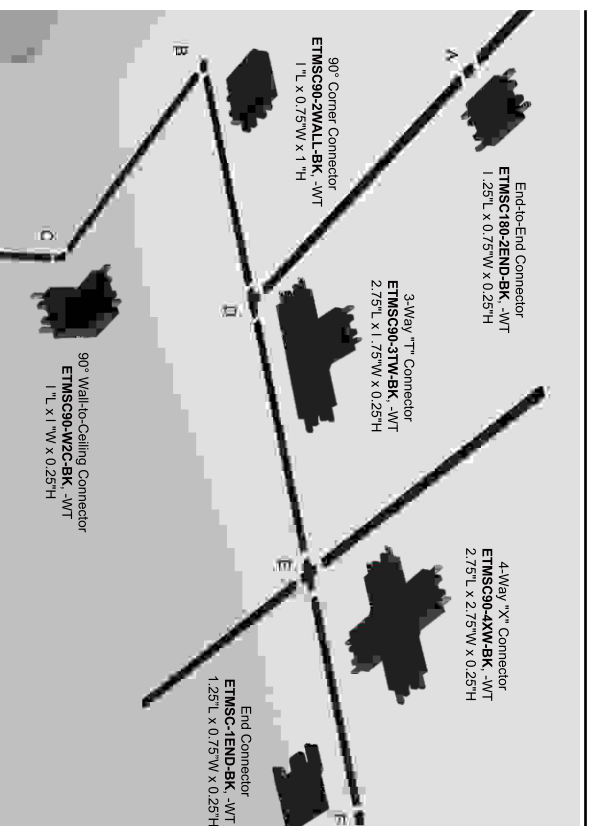 A
End-to-End Connector
ETMSC180-2END-BK, -WT
1.25"L x 0.75"W x 0.25"H
90° Corner Connector
ETMSC90-2WALL-BK, -WT
1"L x 0.75"W x 1"H
B
3-Way "T" Connector
ETMSC90-3TW-BK, -WT
2.75"L x 1.75"W x 0.25"H
D
C
90° Wall-to-Ceiling Connector
ETMSC90-W2C-BK, -WT
1"L x 1"W x 0.25"H
4-Way "X" Connector
ETMSC90-4XW-BK, -WT
2.75"L x 2.75"W x 0.25"H
E
End Connector
ETMSC-1END-BK, -WT
1.25"L x 0.75"W x 0.25"H
F